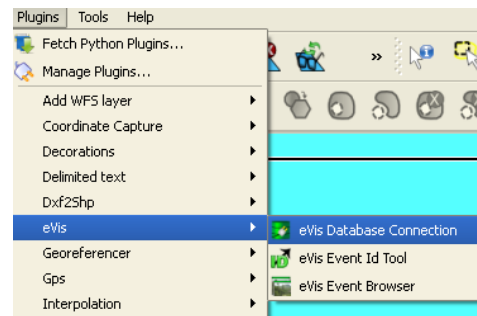 Plugins Tools Help
Fetch Python Plugins...
Manage Plugins...
»
Add WFS layer
Coordinate Capture
Decorations
Delimited text
Dxf2Shp
eVis
eVis Database Connection
eVis Event Id Tool
Georeferencer
Gps
eVis Event Browser
Interpolation